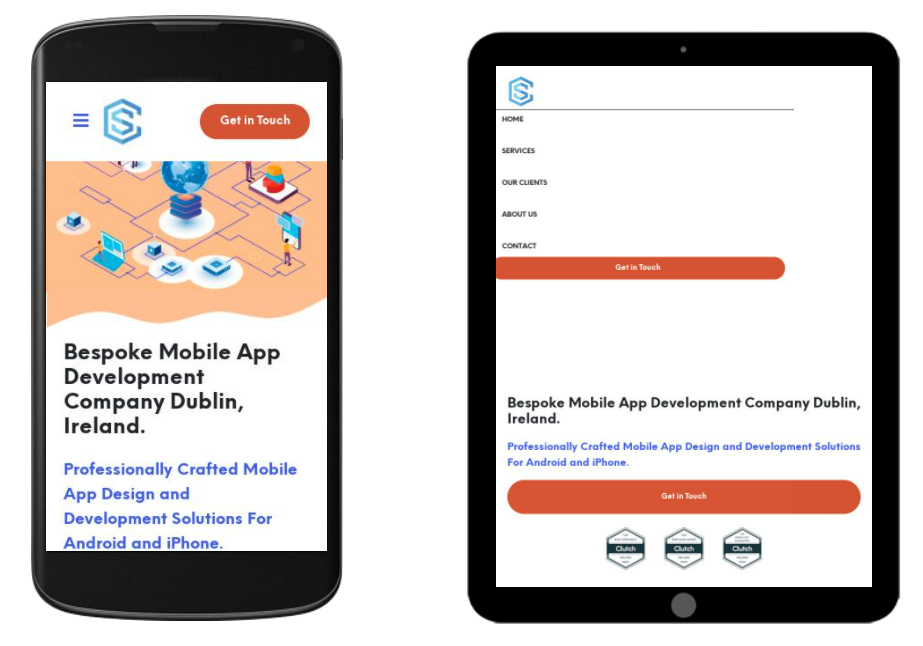 Get in Touch
Bespoke Mobile App
Development
Company Dublin,
Ireland.
Professionally Crafted Mobile
App Design and
Development Solutions For
Android and iPhone.
HOME
SERVICES
OUR CLIENTS
ABOUT US
CONTACT
Get in Touch
Bespoke Mobile App Development Company Dublin,
Ireland.
Professionally Crafted Mobile App Design and Development Solutions
For Android and iPhone.
Get in Touch
Clutch
Clutch
Clutch